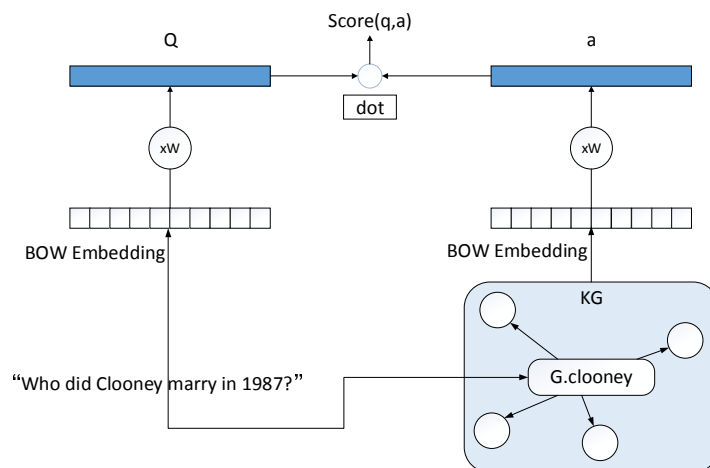 Score(q,a)
Q
a
dot
xW
xW
BOW Embedding
BOW Embedding
KG
G.clooney
“Who did Clooney marry in 1987?”